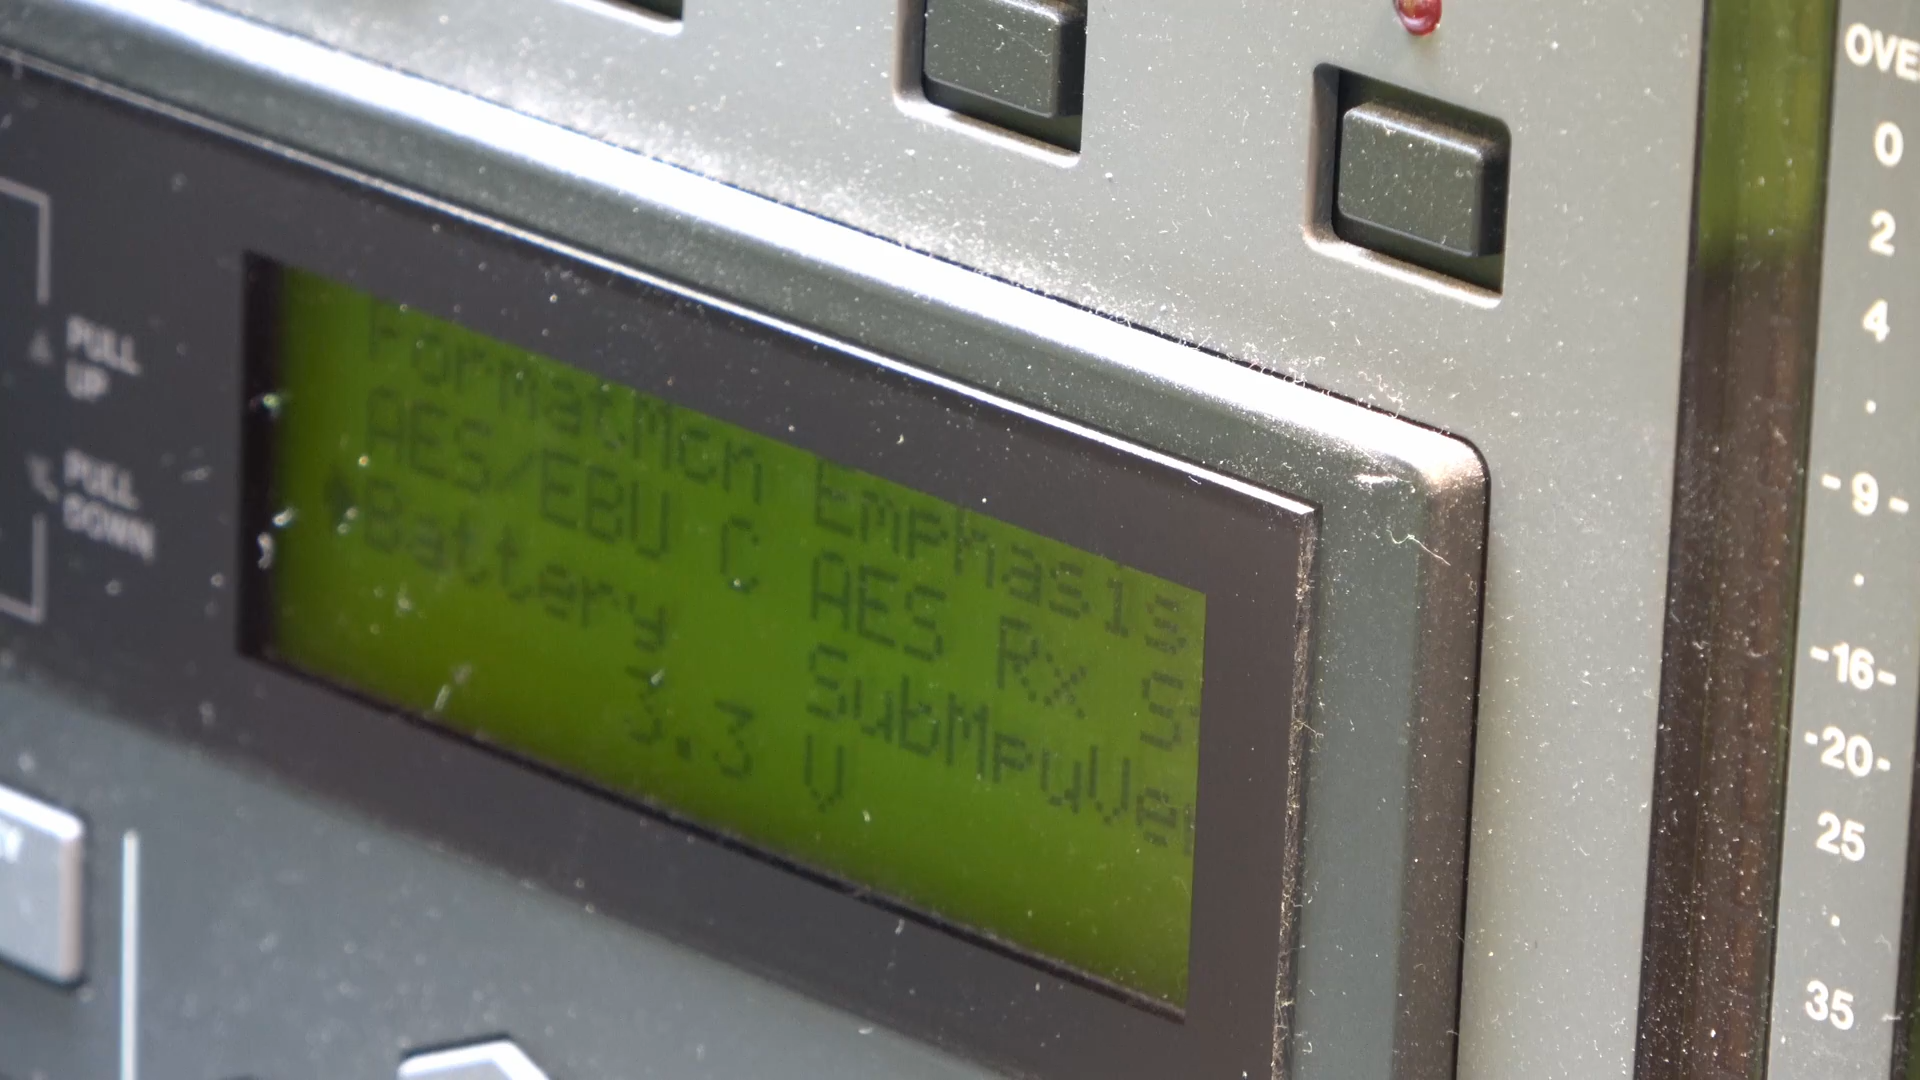 PULL
UP
PULL
DOWN
FormatMcn Emphasis
AES/EBU C AES Rx S
Battery SubMpuVe
3.3 V
OVE
0
2
4
-9-
-16-
-20-
25
35